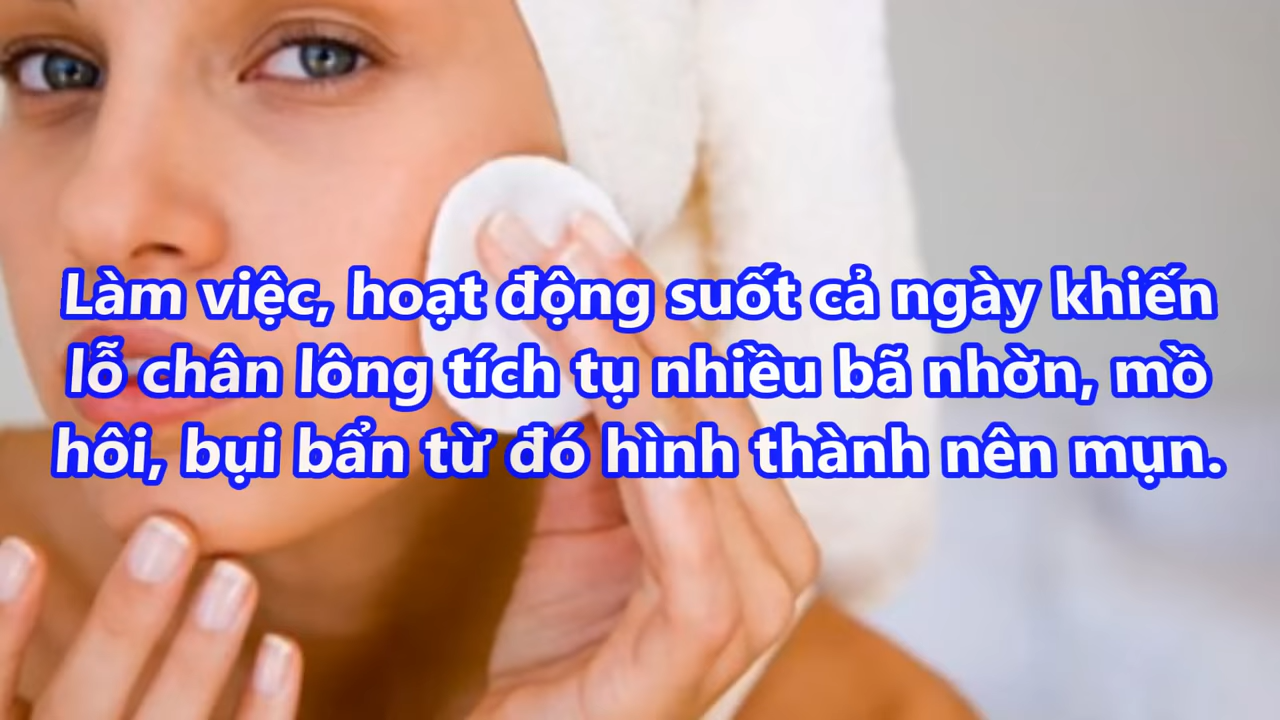 Làm việc, hoạt động suốt cả ngày khiến
lỗ chân lông tích tụ nhiều bã nhờn, mồ
hôi, bụi bẩn từ đó hình thành nên mụn.